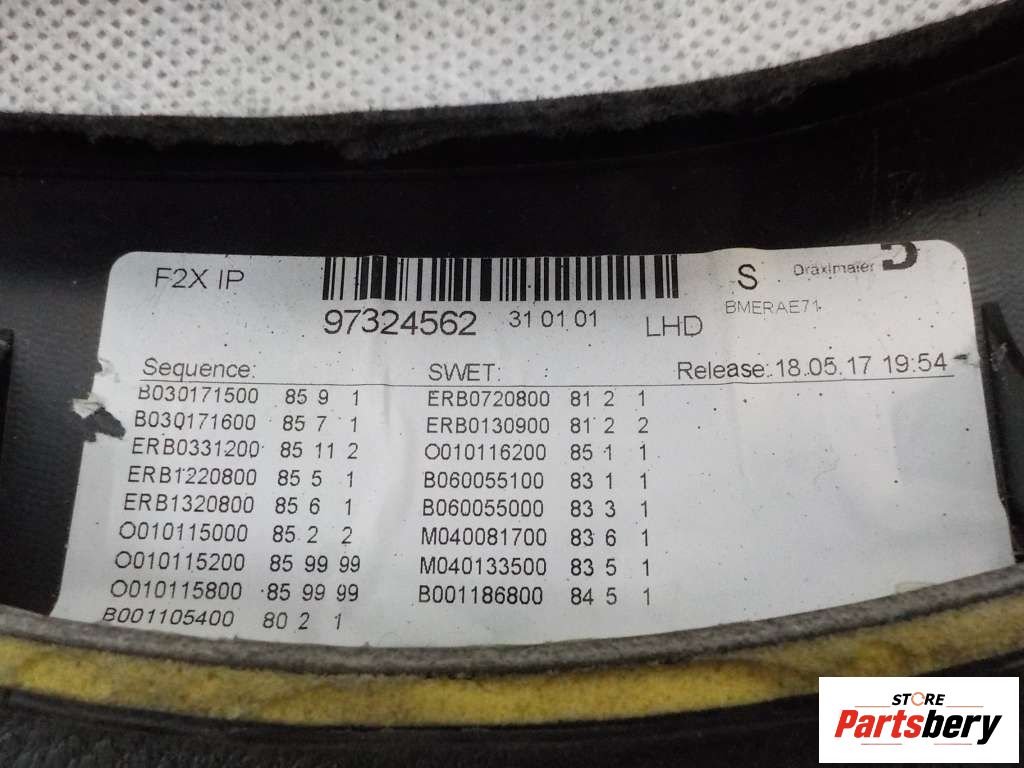 F2X IP
97324562 31 01 01 LHD
S Dräxlmaier
BMERAE71
Sequence: SWET: : Release: 18.05.17 19:54
B030171500 85 9 1 ERB0720800 81 2 1
B030171600 85 7 1 ERB0130900 81 2 2
ERB0331200 85 11 2 O010116200 85 1 1
ERB1220800 85 5 1 B060055100 83 1 1
ERB1320800 85 6 1 B060055000 83 3 1
O010115000 85 2 2 M040081700 83 6 1
O010115200 85 99 99 M040133500 83 5 1
O010115800 85 99 99 B001186800 84 5 1
B001105400 80 2 1
STORE
Partsbery